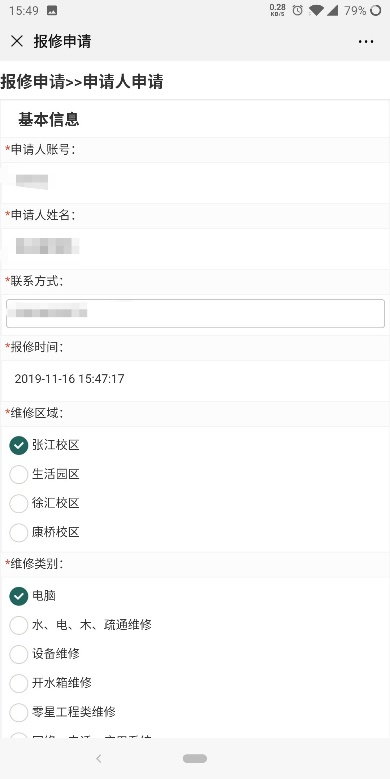 15:49
0.28 KB/S
79%
报修申请
报修申请>>申请人申请
基本信息
*申请人账号：
*申请人姓名：
*联系方式：
*报修时间：
2019-11-16 15:47:17
*维修区域：
张江校区
生活园区
徐汇校区
康桥校区
*维修类别：
电脑
水、电、木、疏通维修
设备维修
开水箱维修
零星工程类维修